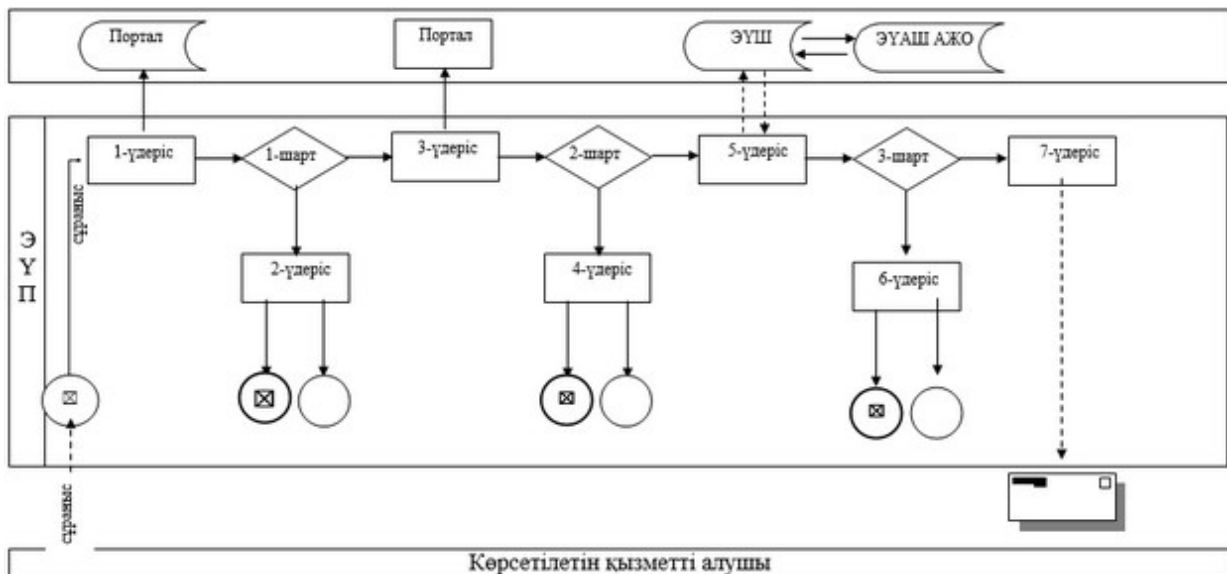 Портал
Портал
ЭҮШ
ЭҮАШ АЖО
1-үдеріс
1-шарт
3-үдеріс
2-шарт
5-үдеріс
3-шарт
7-үдеріс
сұраныс
Э
Ү
П
2-үдеріс
4-үдеріс
6-үдеріс
сұраныс
Көрсетілетін қызметті алушы